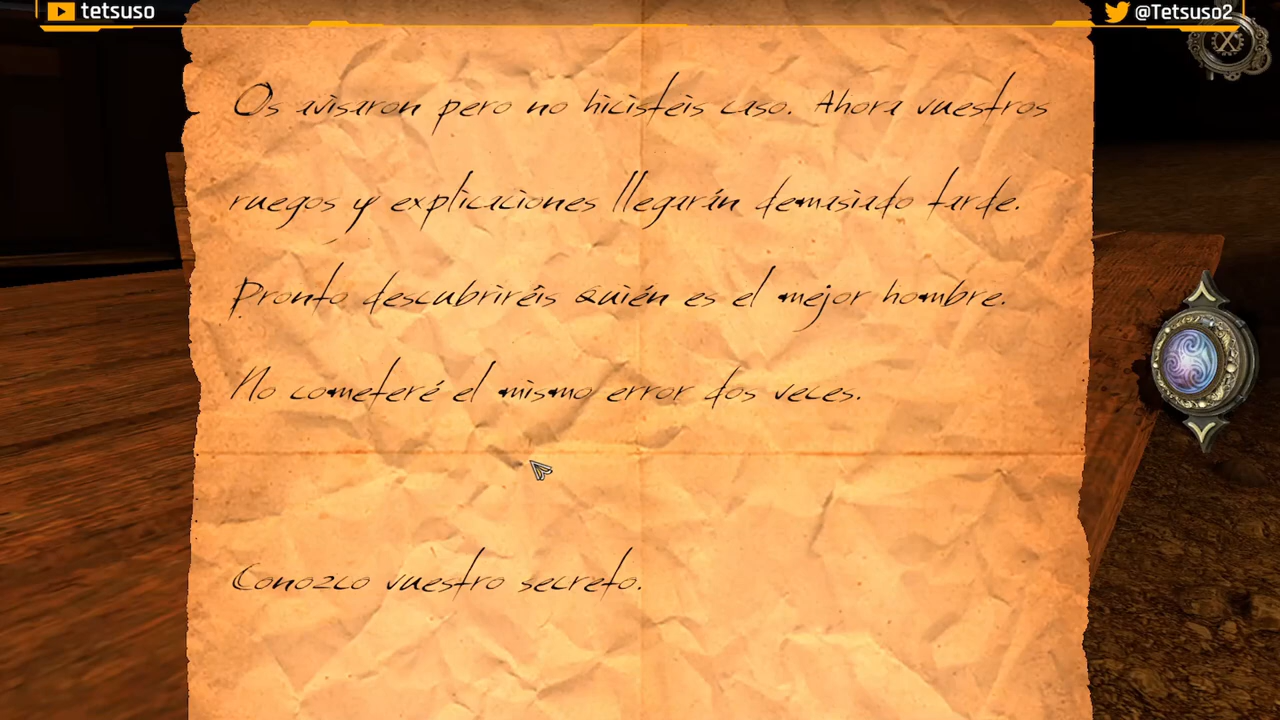 tetsuso
@Tetsuso2
Os avisaron pero no hicisteis caso. Ahora vuestros
ruegos y explicaciones llegarán demasiado tarde.
Pronto descubriréis quién es el mejor hombre.
No cometeré el mismo error dos veces.
Conozco vuestro secreto.